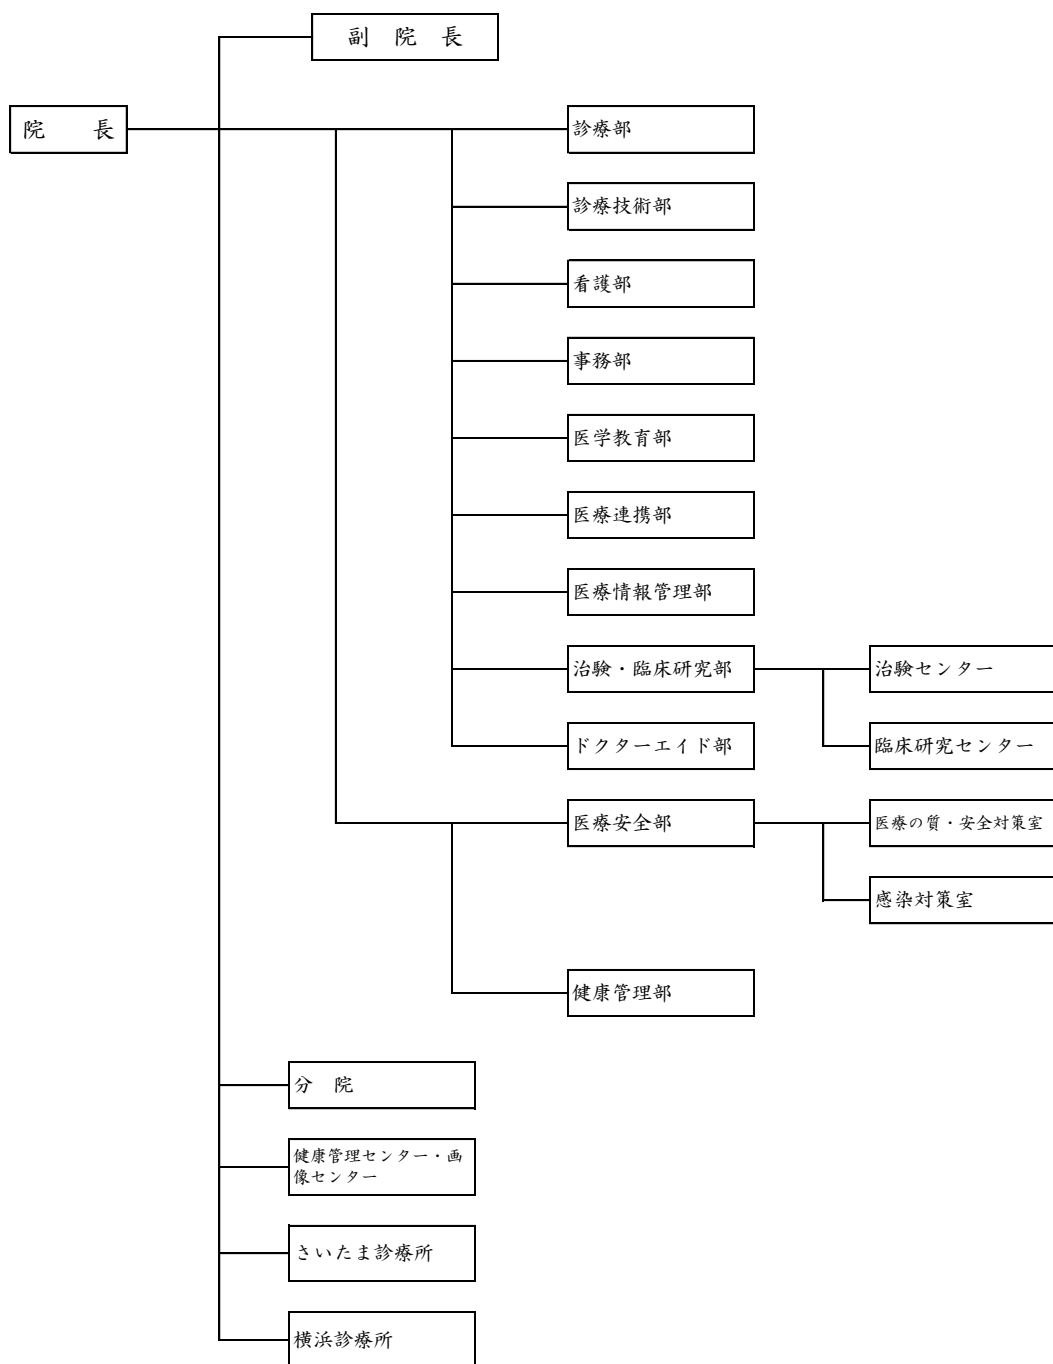 副　院　長
院　　長
診療部
診療技術部
看護部
事務部
医学教育部
医療連携部
医療情報管理部
治験・臨床研究部
治験センター
臨床研究センター
ドクターエイド部
医療安全部
医療の質・安全対策室
感染対策室
健康管理部
分　院
健康管理センター・画
像センター
さいたま診療所
横浜診療所